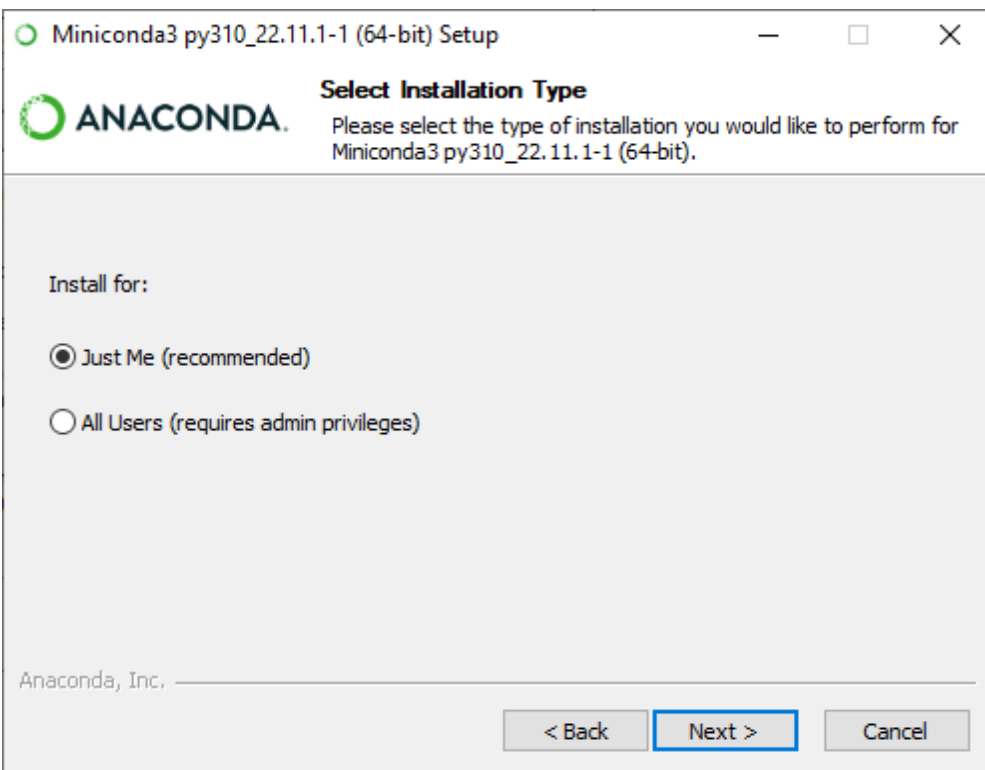 Miniconda3 py310_22.11.1-1 (64-bit) Setup
ANACONDA.
Select Installation Type
Please select the type of installation you would like to perform for
Miniconda3 py310_22.11.1-1 (64-bit).
Install for:
Just Me (recommended)
All Users (requires admin privileges)
Anaconda, Inc.
< Back
Next >
Cancel